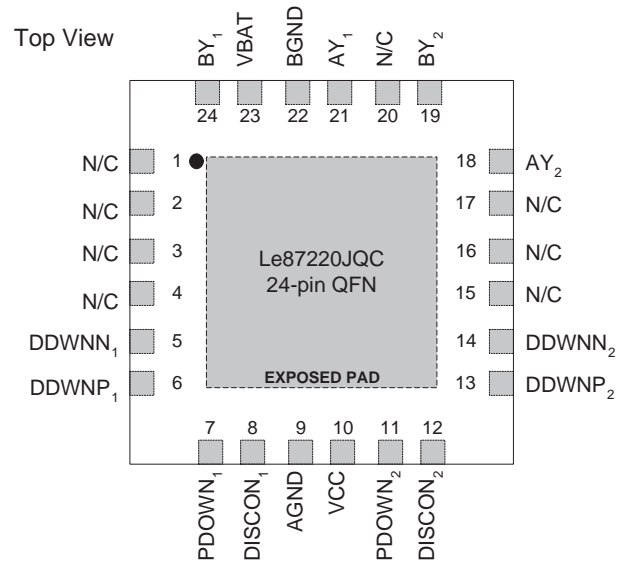 Top View
BY₁
VBAT
BGND
AY₁
N/C
BY₂
24
23
22
21
20
19
N/C 1
N/C 2
N/C 3
N/C 4
DDWNN₁ 5
DDWNP₁ 6
Le87220JQC
24-pin QFN
EXPOSED PAD
18 AY₂
17 N/C
16 N/C
15 N/C
14 DDWNN₂
13 DDWNP₂
7
8
9
10
11
12
PDOWN₁
DISCON₁
AGND
VCC
PDOWN₂
DISCON₂